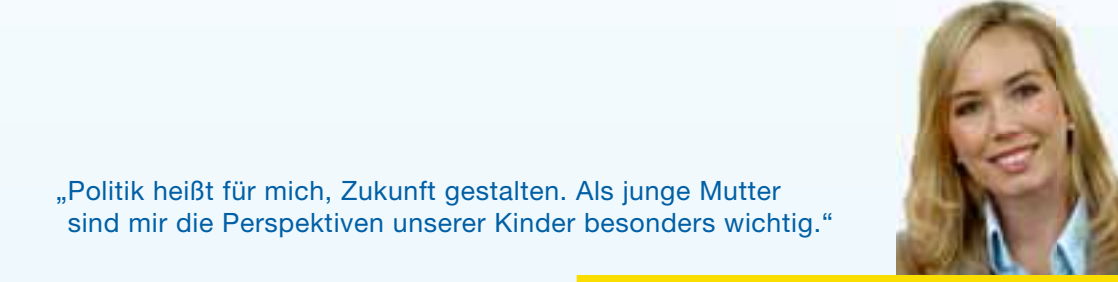 „Politik heißt für mich, Zukunft gestalten. Als junge Mutter
sind mir die Perspektiven unserer Kinder besonders wichtig.“